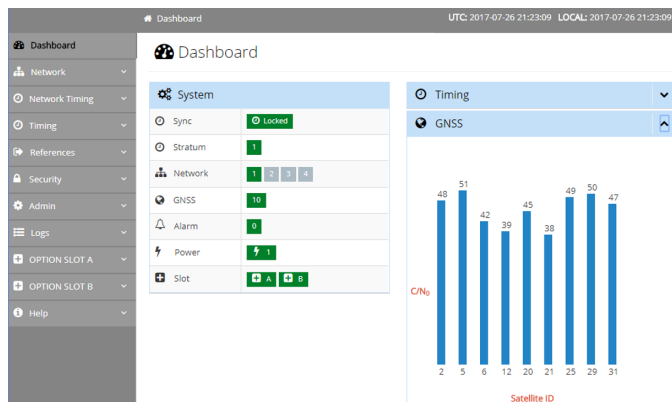 Dashboard
UTC: 2017-07-26 21:23:09 LOCAL: 2017-07-26 21:23:09
Dashboard
Network
Network Timing
Timing
References
Security
Admin
Logs
OPTION SLOT A
OPTION SLOT B
Help
Dashboard
System
Sync Locked
Stratum 1
Network 1 2 3 4
GNSS 10
Alarm 0
Power 1
Slot A B
Timing
GNSS
48 51 42 39 45 38 49 50 47
C/N0
2 5 6 12 20 21 25 29 31
Satellite ID